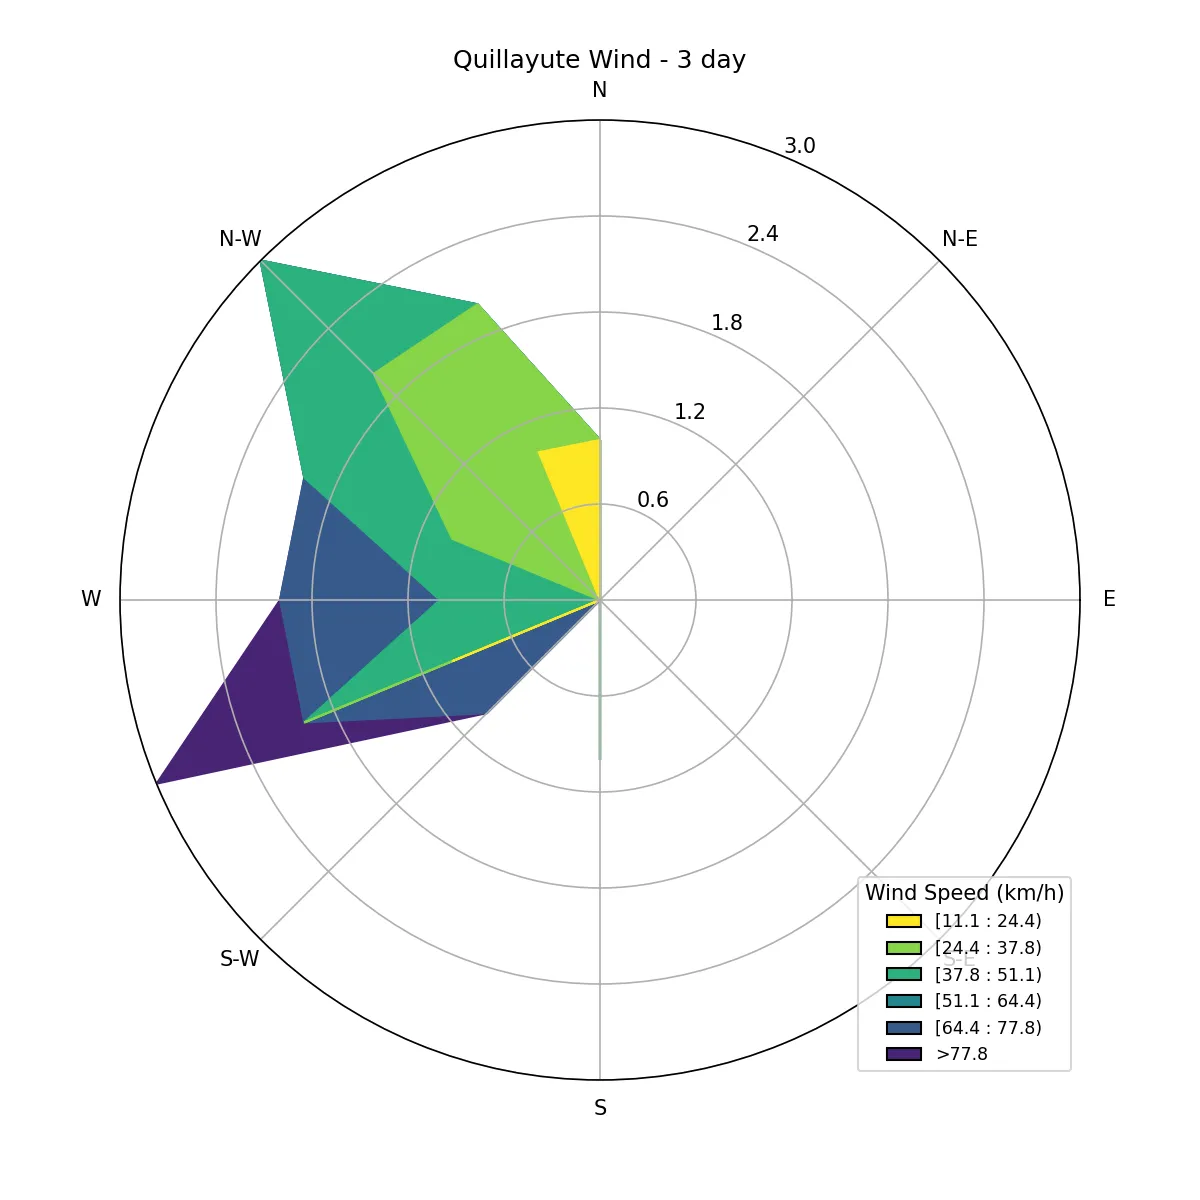 Quillayute Wind - 3 day
N
3.0
N-W
2.4
N-E
1.8
1.2
0.6
W
E
S-W
S-E
S
Wind Speed (km/h)
[11.1 : 24.4)
[24.4 : 37.8)
[37.8 : 51.1)
[51.1 : 64.4)
[64.4 : 77.8)
>77.8